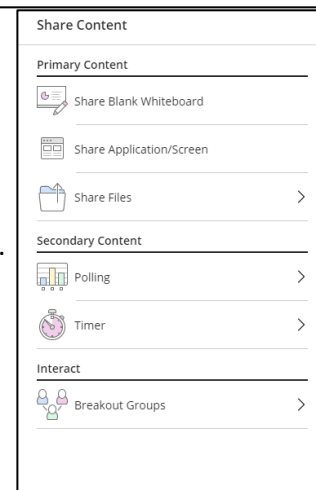 Share Content
Primary Content
Share Blank Whiteboard
Share Application/Screen
Share Files
Secondary Content
Polling
Timer
Interact
Breakout Groups